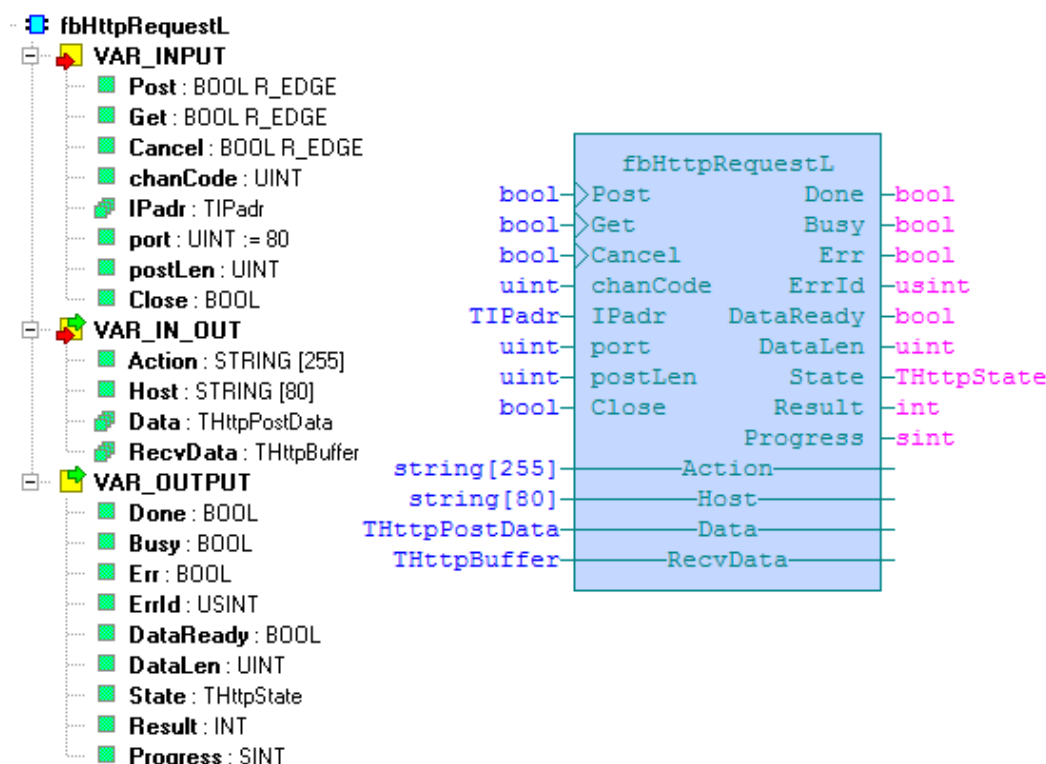 fbHttpRequestL
VAR_INPUT
Post : BOOL R_EDGE
Get : BOOL R_EDGE
Cancel : BOOL R_EDGE
chanCode : UINT
IPadr : TIPadr
port : UINT := 80
postLen : UINT
Close : BOOL
VAR_IN_OUT
Action : STRING [255]
Host : STRING [80]
Data : THttpPostData
RecvData : THttpBuffer
VAR_OUTPUT
Done : BOOL
Busy : BOOL
Err : BOOL
ErrId : USINT
DataReady : BOOL
DataLen : UINT
State : THttpState
Result : INT
Progress : SINT
fbHttpRequestL
bool Post Done bool
bool Get Busy bool
bool Cancel Err bool
uint chanCode ErrId usint
TIPadr IPadr DataReady bool
uint port DataLen uint
uint postLen State THttpState
bool Close Result int
Progress sint
string[255] Action
string[80] Host
THttpPostData Data
THttpBuffer RecvData